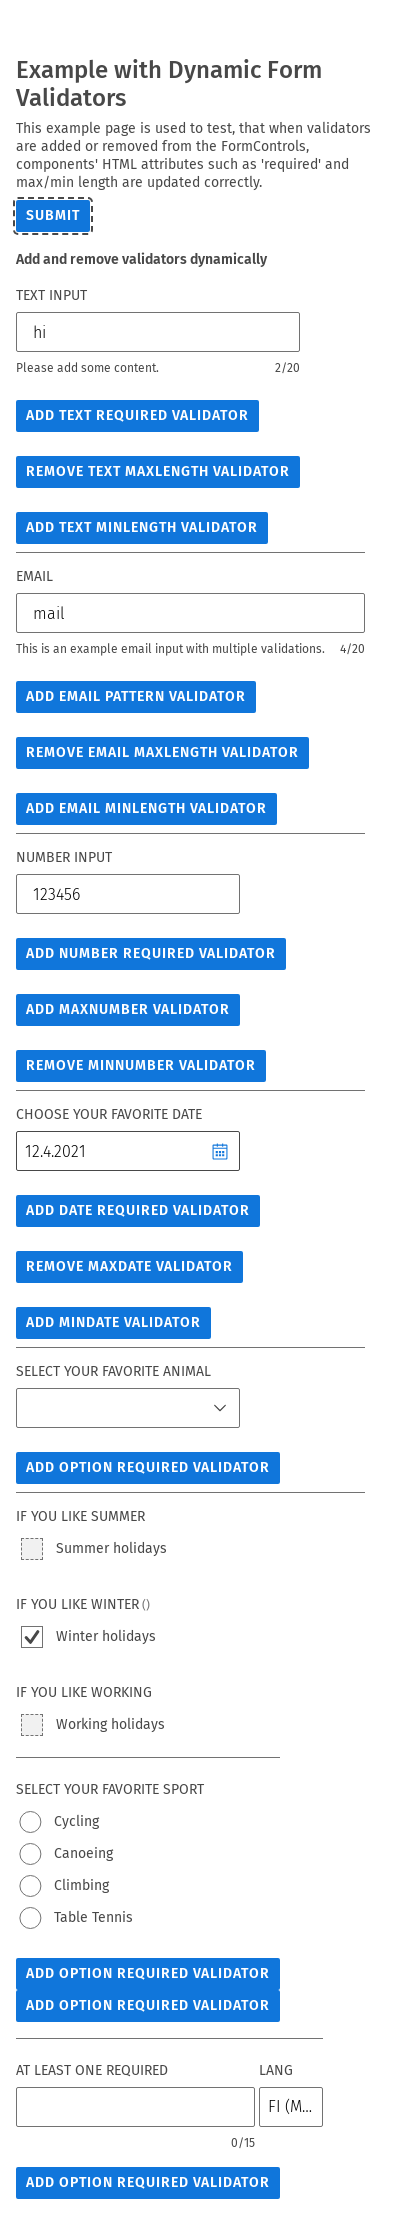 Example with Dynamic Form
Validators
This example page is used to test, that when validators
are added or removed from the FormControls,
components' HTML attributes such as 'required' and
max/min length are updated correctly.
SUBMIT
Add and remove validators dynamically
TEXT INPUT
hi
Please add some content. 2/20
ADD TEXT REQUIRED VALIDATOR
REMOVE TEXT MAXLENGTH VALIDATOR
ADD TEXT MINLENGTH VALIDATOR
EMAIL
mail
This is an example email input with multiple validations. 4/20
ADD EMAIL PATTERN VALIDATOR
REMOVE EMAIL MAXLENGTH VALIDATOR
ADD EMAIL MINLENGTH VALIDATOR
NUMBER INPUT
123456
ADD NUMBER REQUIRED VALIDATOR
ADD MAXNUMBER VALIDATOR
REMOVE MINNUMBER VALIDATOR
CHOOSE YOUR FAVORITE DATE
12.4.2021
ADD DATE REQUIRED VALIDATOR
REMOVE MAXDATE VALIDATOR
ADD MINDATE VALIDATOR
SELECT YOUR FAVORITE ANIMAL
ADD OPTION REQUIRED VALIDATOR
IF YOU LIKE SUMMER
Summer holidays
IF YOU LIKE WINTER ()
Winter holidays
IF YOU LIKE WORKING
Working holidays
SELECT YOUR FAVORITE SPORT
Cycling
Canoeing
Climbing
Table Tennis
ADD OPTION REQUIRED VALIDATOR
ADD OPTION REQUIRED VALIDATOR
AT LEAST ONE REQUIRED LANG
FI (M...
0/15
ADD OPTION REQUIRED VALIDATOR